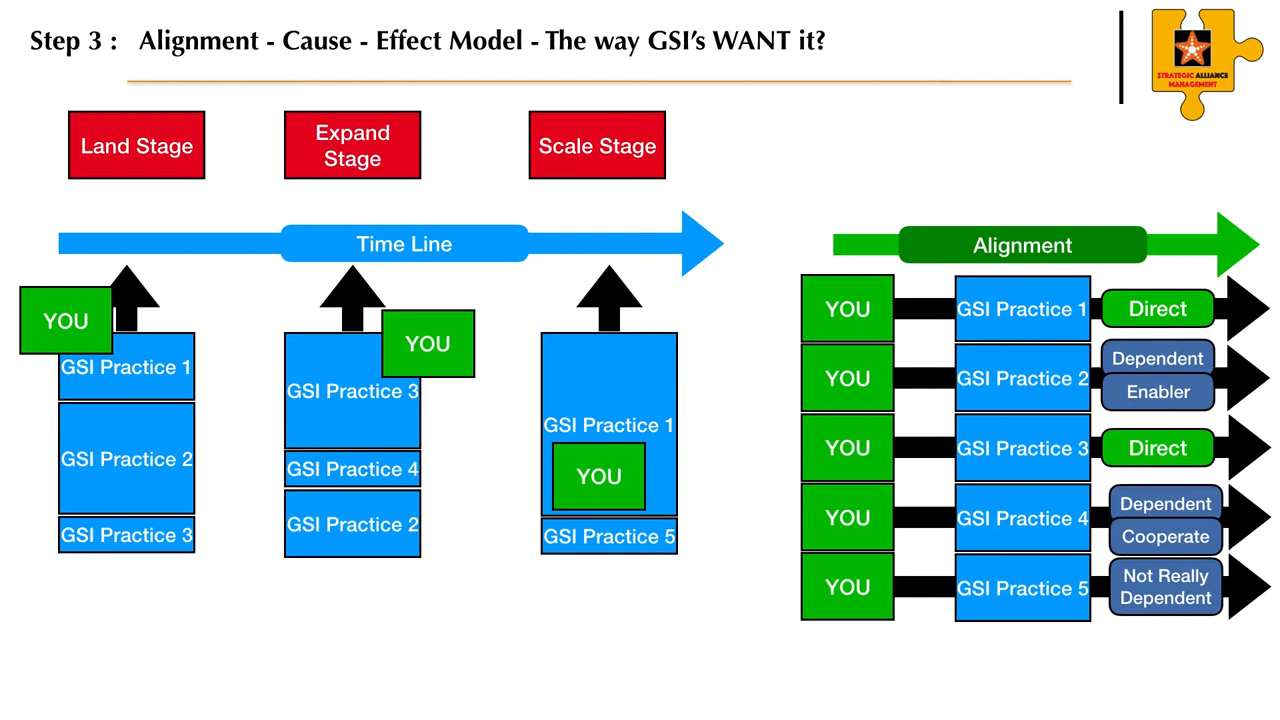 Step 3 : Alignment - Cause - Effect Model - The way GSI's WANT it?
STRATEGIC ALLIANCE
MANAGEMENT
Land Stage
Expand
Stage
Scale Stage
Time Line
YOU
GSI Practice 1
GSI Practice 2
GSI Practice 3
YOU
GSI Practice 3
GSI Practice 4
GSI Practice 2
GSI Practice 1
YOU
GSI Practice 5
Alignment
YOU
GSI Practice 1
Direct
YOU
GSI Practice 2
Dependent
Enabler
YOU
GSI Practice 3
Direct
YOU
GSI Practice 4
Dependent
Cooperate
YOU
GSI Practice 5
Not Really
Dependent